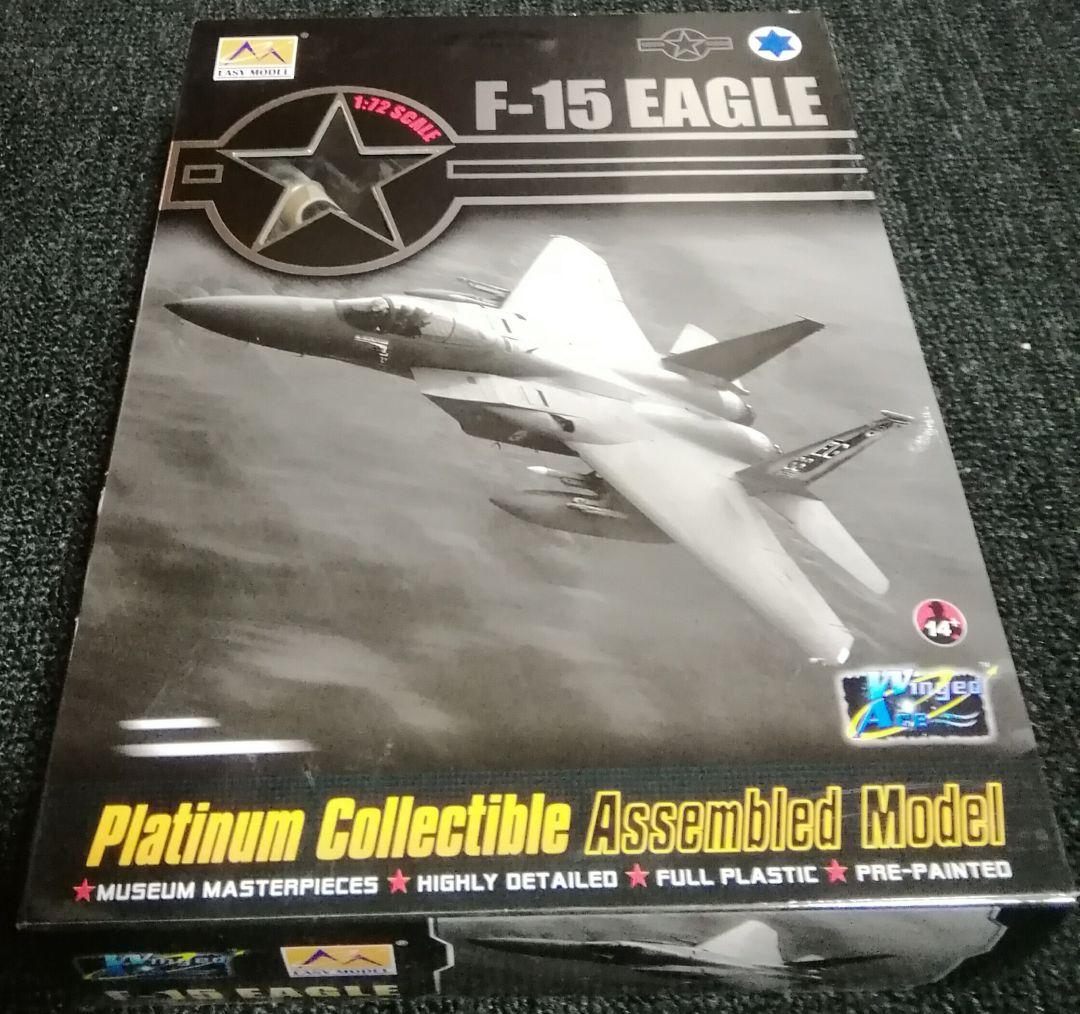 EASY MODEL
1:72 SCALE
F-15 EAGLE
14+
Winged
Ace
Platinum Collectible Assembled Model
MUSEUM MASTERPIECES HIGHLY DETAILED FULL PLASTIC PRE-PAINTED
Winged
EASY MODEL
F-15 EAGLE